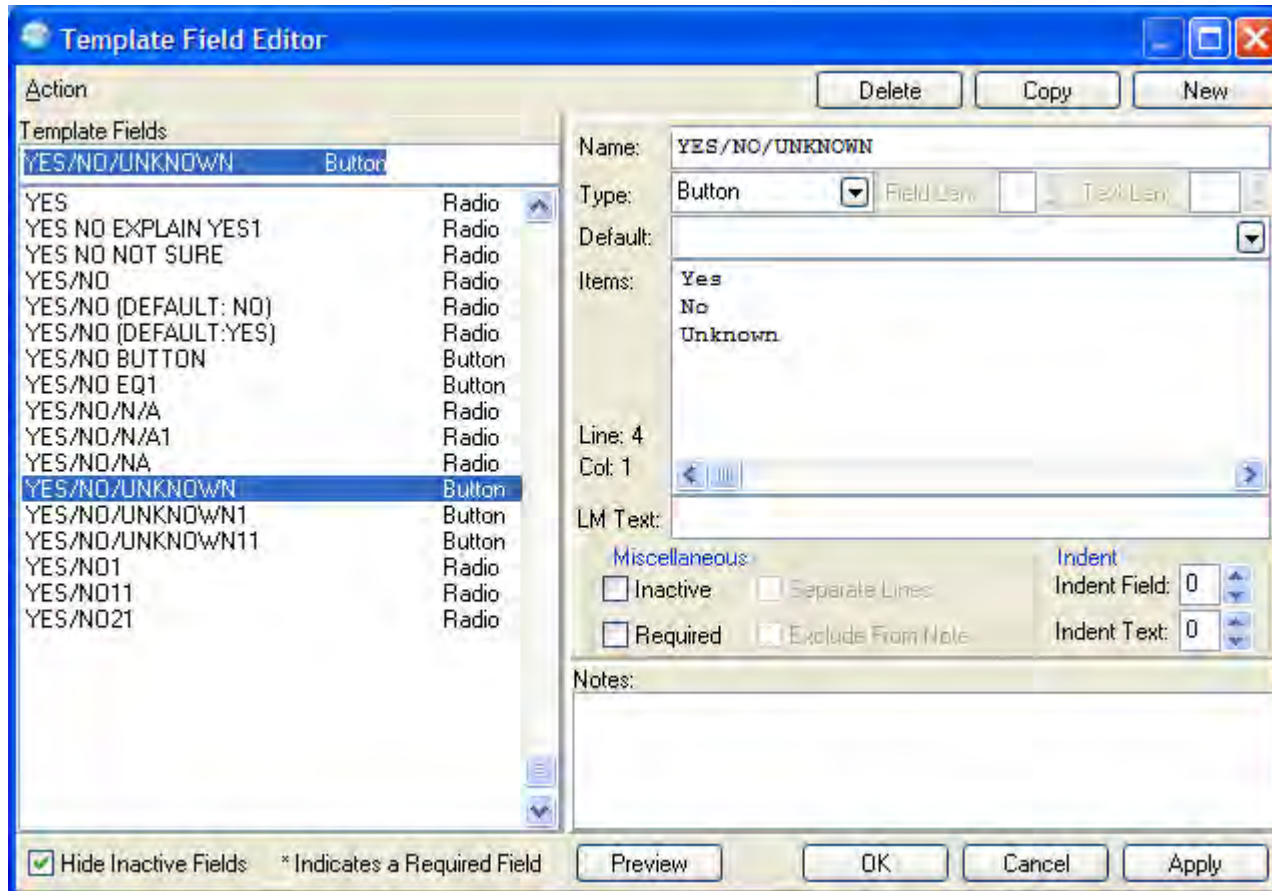 Template Field Editor
Action Delete Copy New
Template Fields
YES/NO/UNKNOWN Button
YES Radio
YES NO EXPLAIN YES1 Radio
YES NO NOT SURE Radio
YES/NO Radio
YES/NO (DEFAULT: NO) Radio
YES/NO (DEFAULT:YES) Radio
YES/NO BUTTON Button
YES/NO EQ1 Button
YES/NO/N/A Radio
YES/NO/N/A1 Radio
YES/NO/NA Radio
YES/NO/UNKNOWN Button
YES/NO/UNKNOWN1 Button
YES/NO/UNKNOWN11 Button
YES/NO1 Radio
YES/NO11 Radio
YES/NO21 Radio
Name: YES/NO/UNKNOWN
Type: Button Field Len: Text Len:
Default:
Items: Yes
No
Unknown
Line: 4
Col: 1
LM Text:
Miscellaneous Indent
Inactive Separate Lines Indent Field: 0
Required Exclude From Note Indent Text: 0
Notes:
Hide Inactive Fields * Indicates a Required Field Preview OK Cancel Apply